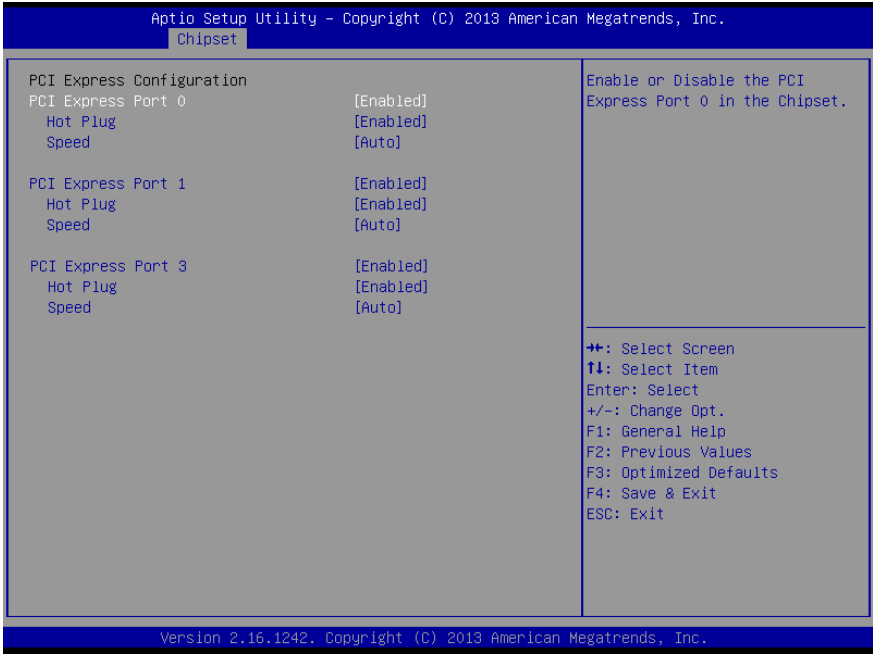 Aptio Setup Utility – Copyright (C) 2013 American Megatrends, Inc.
Chipset
PCI Express Configuration
PCI Express Port 0 [Enabled]
Hot Plug [Enabled]
Speed [Auto]
PCI Express Port 1 [Enabled]
Hot Plug [Enabled]
Speed [Auto]
PCI Express Port 3 [Enabled]
Hot Plug [Enabled]
Speed [Auto]
Enable or Disable the PCI
Express Port 0 in the Chipset.
→←: Select Screen
↑↓: Select Item
Enter: Select
+/-: Change Opt.
F1: General Help
F2: Previous Values
F3: Optimized Defaults
F4: Save & Exit
ESC: Exit
Version 2.16.1242. Copyright (C) 2013 American Megatrends, Inc.